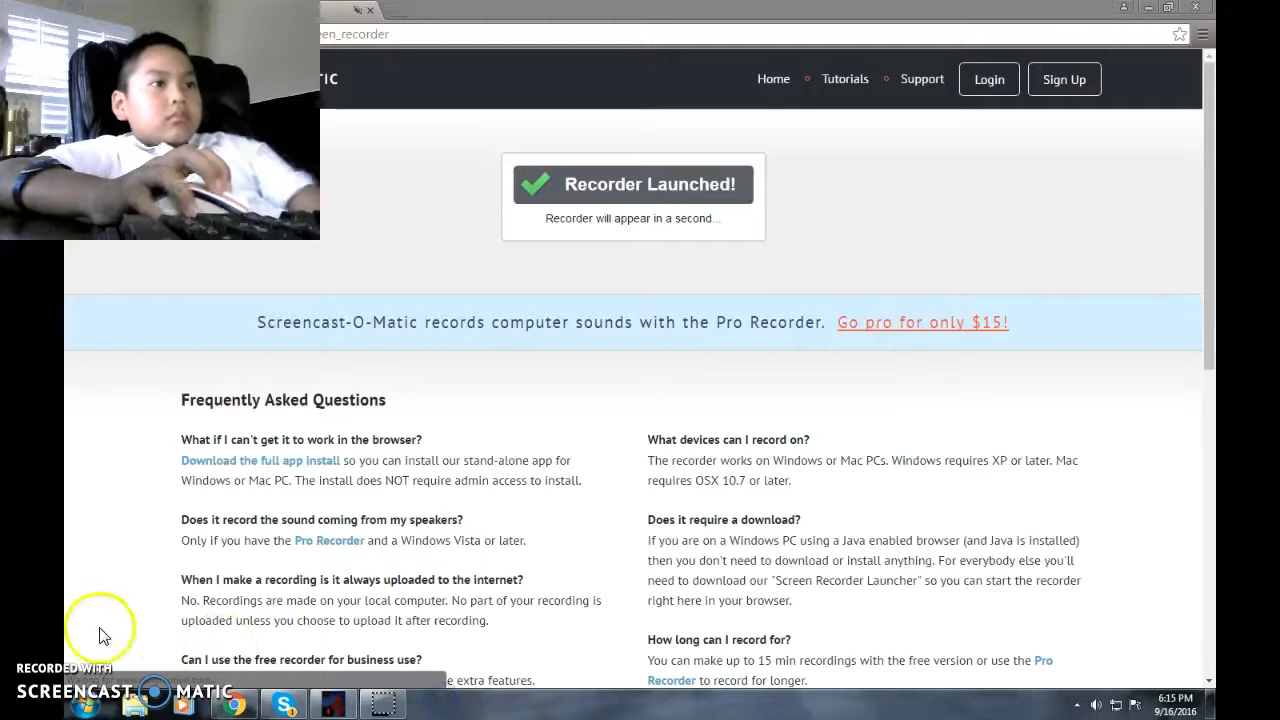 en_recorder
TIC
Home
Tutorials
Support
Login
Sign Up
Recorder Launched!
Recorder will appear in a second...
Screencast-O-Matic records computer sounds with the Pro Recorder. Go pro for only $15!
Frequently Asked Questions
What if I can't get it to work in the browser?
Download the full app install so you can install our stand-alone app for
Windows or Mac PC. The install does NOT require admin access to install.
Does it record the sound coming from my speakers?
Only if you have the Pro Recorder and a Windows Vista or later.
When I make a recording is it always uploaded to the internet?
No. Recordings are made on your local computer. No part of your recording is
uploaded unless you choose to upload it after recording.
Can I use the free recorder for business use?
e extra features.
What devices can I record on?
The recorder works on Windows or Mac PCs. Windows requires XP or later. Mac
requires OSX 10.7 or later.
Does it require a download?
If you are on a Windows PC using a Java enabled browser (and Java is installed)
then you don't need to download or install anything. For everybody else you'll
need to download our "Screen Recorder Launcher" so you can start the recorder
right here in your browser.
How long can I record for?
You can make up to 15 min recordings with the free version or use the Pro
Recorder to record for longer.
RECORDED WITH
SCREENCAST MATIC
6:15 PM
9/16/2016